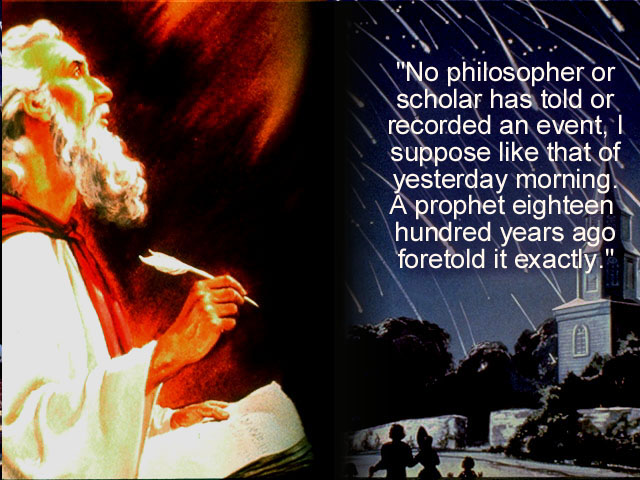 "No philosopher or
scholar has told or
recorded an event, I
suppose like that of
yesterday morning.
A prophet eighteen
hundred years ago
foretold it exactly."